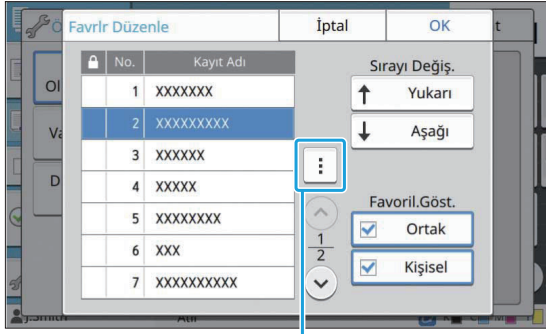 Favrlr Düzenle
İptal
OK
No.
Kayıt Adı
1 XXXXXXX
2 XXXXXXXXX
3 XXXXXX
4 XXXXX
5 XXXXXXXX
6 XXX
7 XXXXXXXXXX
1
2
Sırayı Değiş.
Yukarı
Aşağı
Favoril.Göst.
Ortak
Kişisel